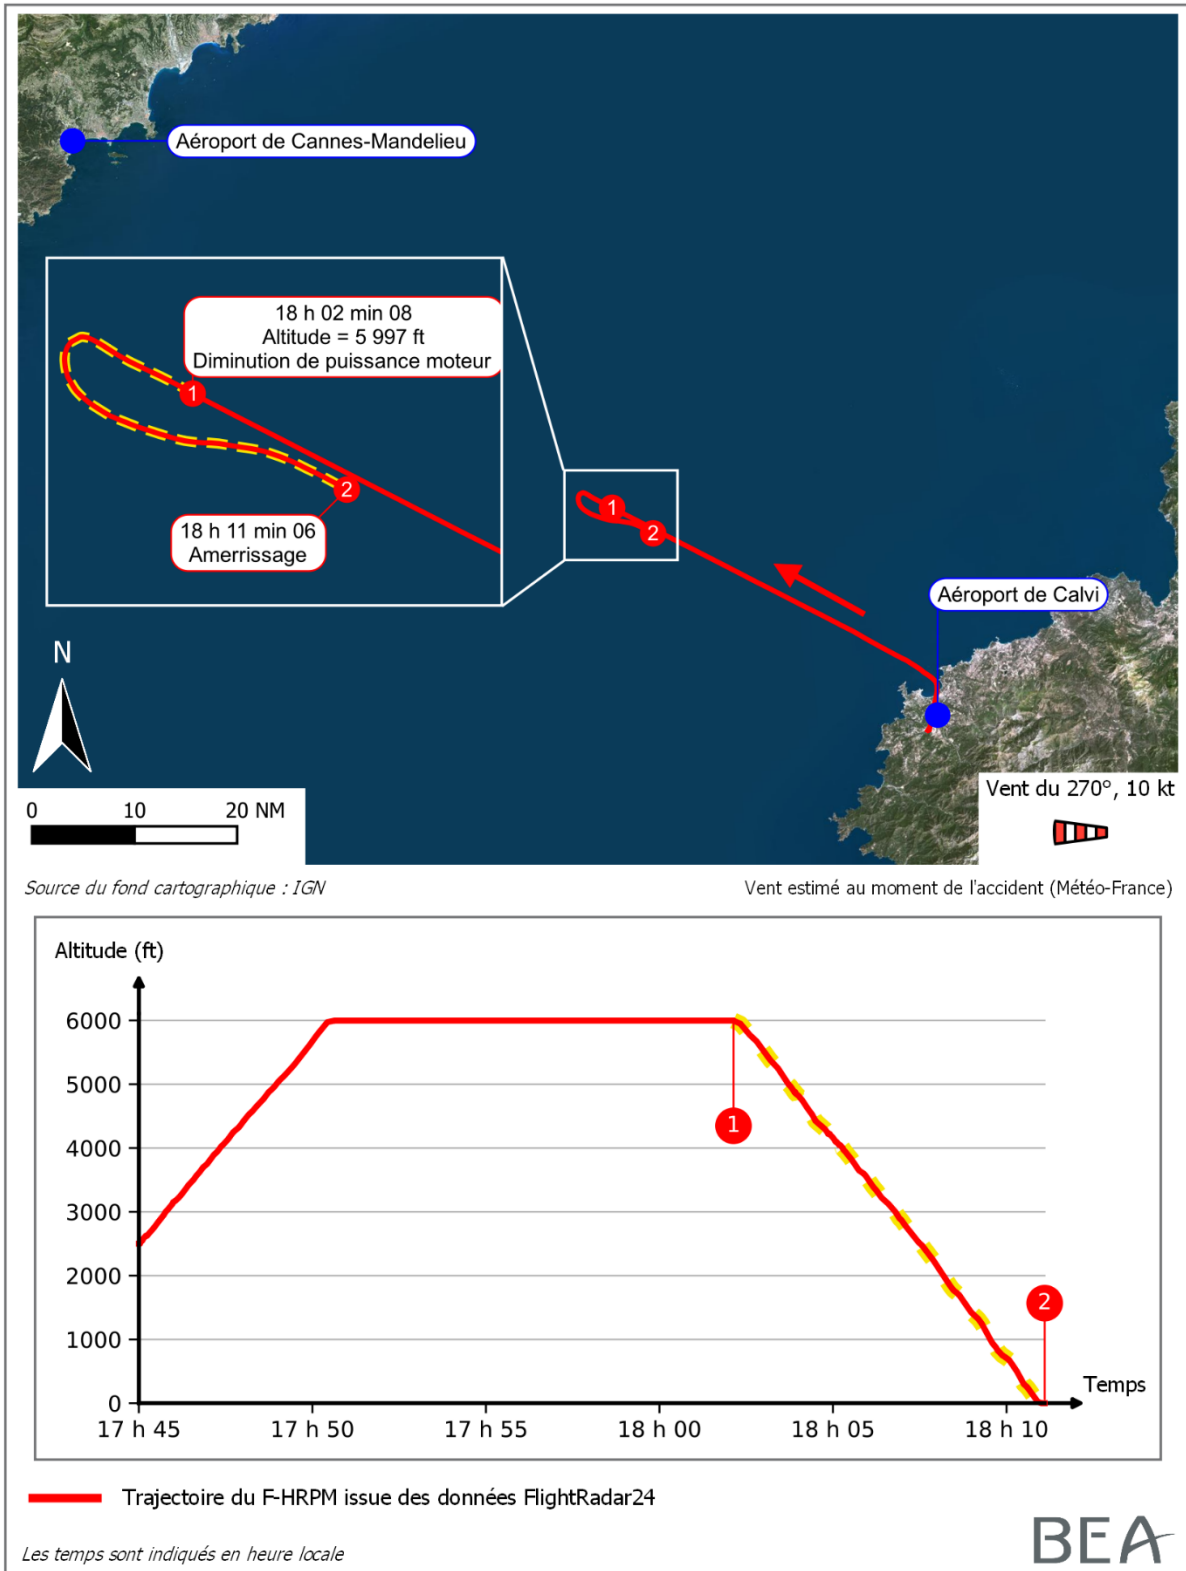 Aéroport de Cannes-Mandelieu
18 h 02 min 08
Altitude = 5 997 ft
Diminution de puissance moteur
1
2
18 h 11 min 06
Amerrissage
1
2
Aéroport de Calvi
N
0 10 20 NM
Vent du 270°, 10 kt
Source du fond cartographique : IGN
Vent estimé au moment de l'accident (Météo-France)
Altitude (ft)
6000
5000
4000
3000
2000
1000
0
1
2
Temps
17 h 45 17 h 50 17 h 55 18 h 00 18 h 05 18 h 10
Trajectoire du F-HRPM issue des données FlightRadar24
Les temps sont indiqués en heure locale
BEA